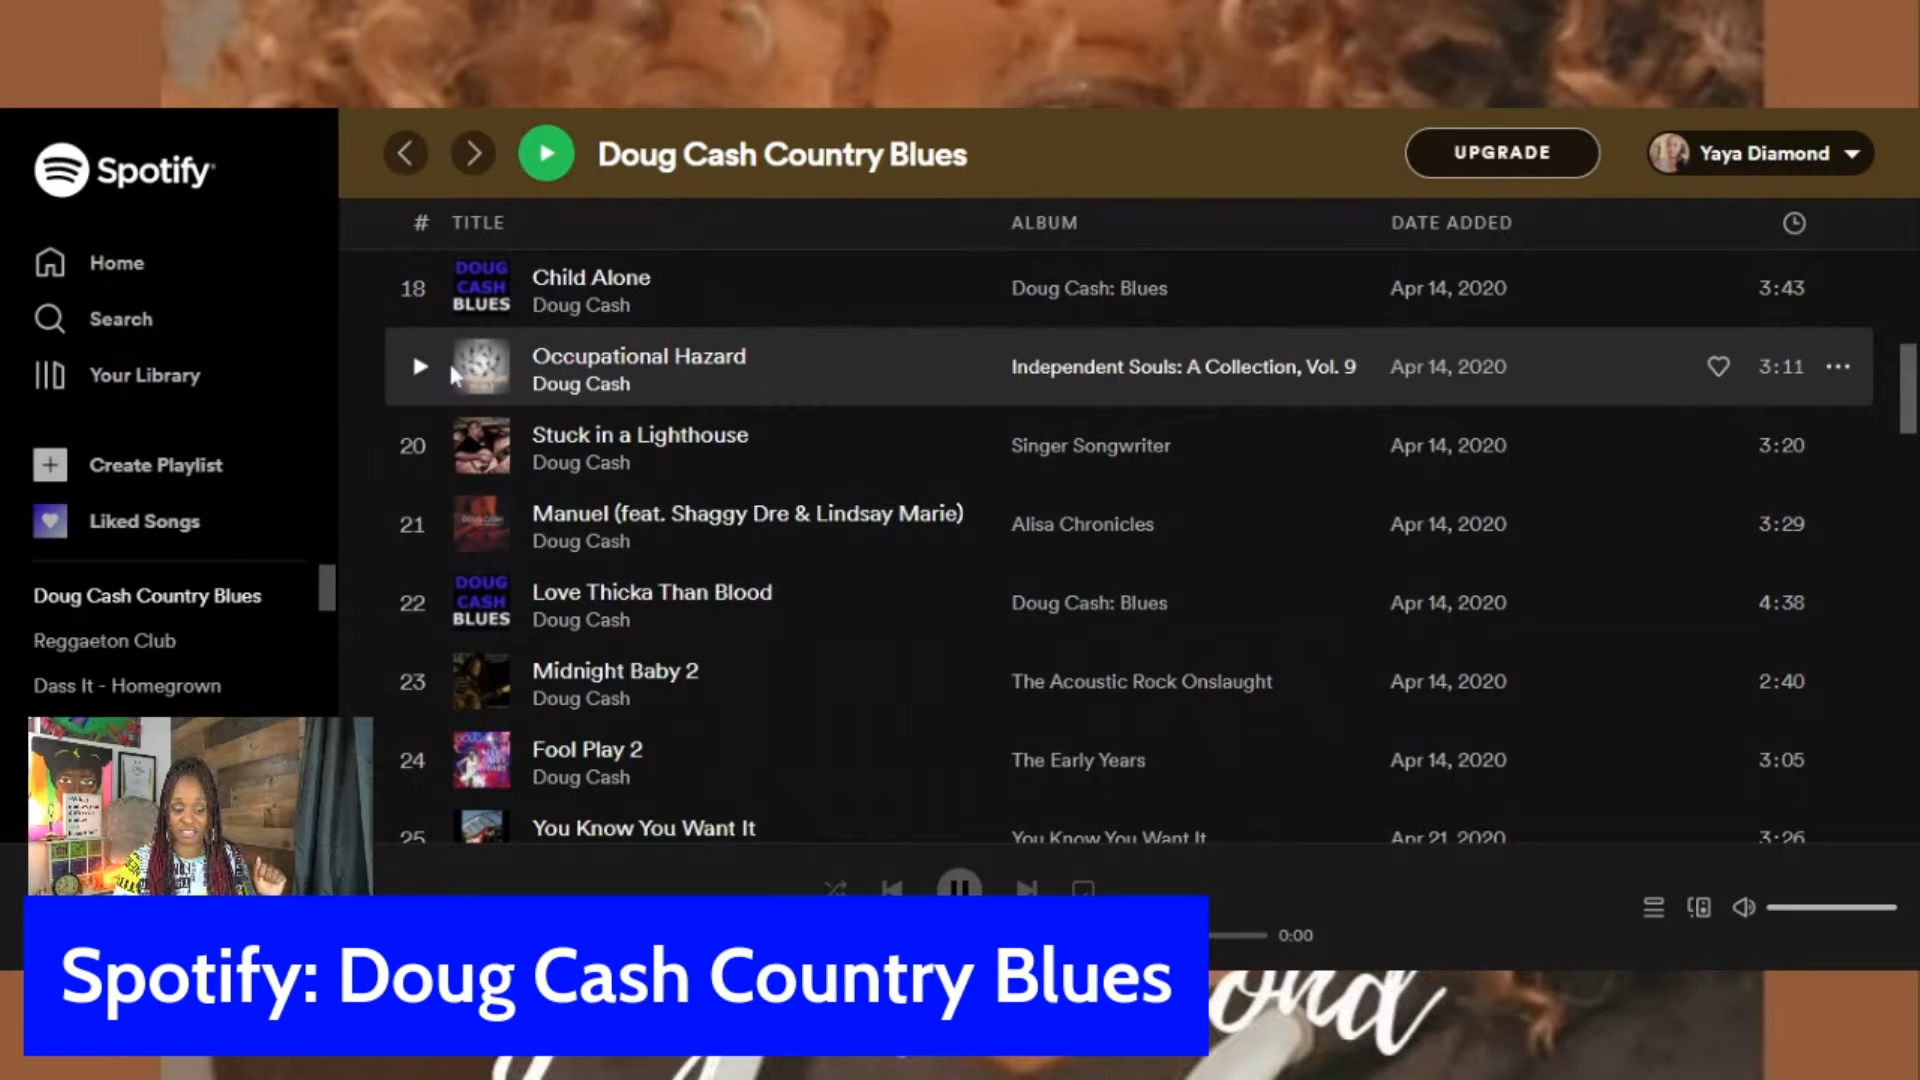 Spotify
Doug Cash Country Blues
UPGRADE
Yaya Diamond
Home
Search
Your Library
Create Playlist
Liked Songs
Doug Cash Country Blues
Reggaeton Club
Dass It - Homegrown
# TITLE ALBUM DATE ADDED
DOUG CASH BLUES
18 Child Alone Doug Cash: Blues Apr 14, 2020 3:43
Doug Cash
Occupational Hazard Independent Souls: A Collection, Vol. 9 Apr 14, 2020 3:11
Doug Cash
20 Stuck in a Lighthouse Singer Songwriter Apr 14, 2020 3:20
Doug Cash
21 Manuel (feat. Shaggy Dre & Lindsay Marie) Alisa Chronicles Apr 14, 2020 3:29
Doug Cash
DOUG CASH BLUES
22 Love Thicka Than Blood Doug Cash: Blues Apr 14, 2020 4:38
Doug Cash
23 Midnight Baby 2 The Acoustic Rock Onslaught Apr 14, 2020 2:40
Doug Cash
24 Fool Play 2 The Early Years Apr 14, 2020 3:05
Doug Cash
25 You Know You Want It You Know You Want It Apr 21, 2020 3:26
0:00
Spotify: Doug Cash Country Blues
ond